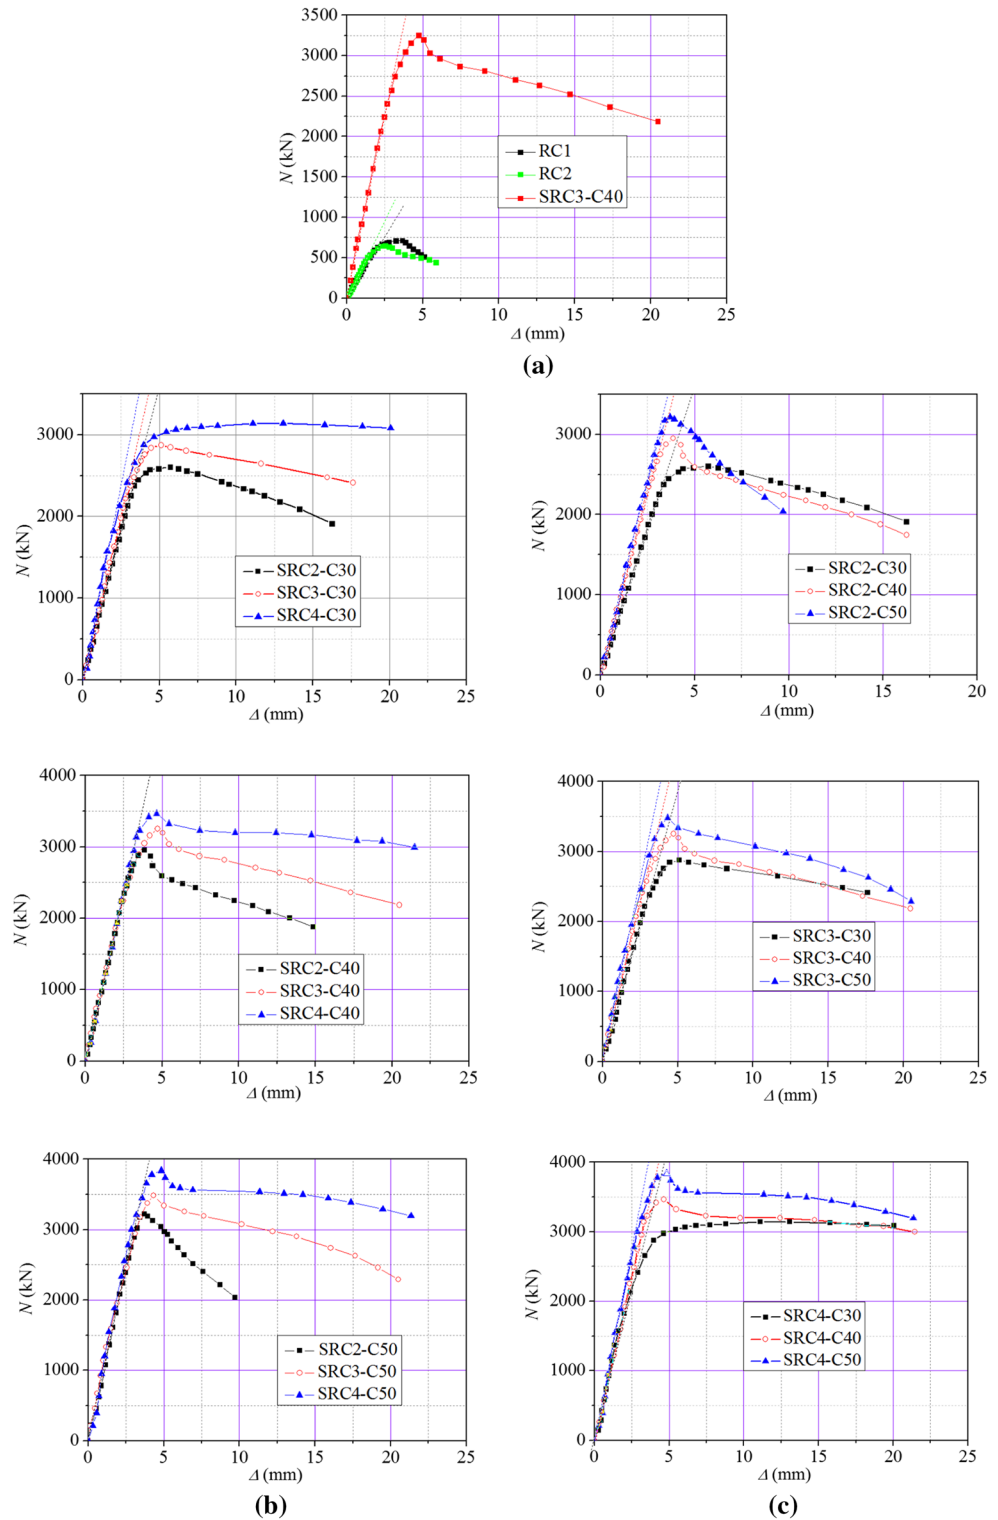 3500
3000
2500
2000
1500
1000
500
0
N (kN)
RC1
RC2
SRC3-C40
0 5 10 15 20 25
Δ (mm)
(a)
3000
2000
1000
0
N (kN)
SRC2-C30
SRC3-C30
SRC4-C30
0 5 10 15 20 25
Δ (mm)
3000
2000
1000
0
N (kN)
SRC2-C30
SRC2-C40
SRC2-C50
0 5 10 15 20
Δ (mm)
4000
3000
2000
1000
0
N (kN)
SRC2-C40
SRC3-C40
SRC4-C40
0 5 10 15 20 25
Δ (mm)
4000
3000
2000
1000
0
N (kN)
SRC3-C30
SRC3-C40
SRC3-C50
0 5 10 15 20 25
Δ (mm)
4000
3000
2000
1000
0
N (kN)
SRC2-C50
SRC3-C50
SRC4-C50
0 5 10 15 20 25
Δ (mm)
4000
3000
2000
1000
0
N (kN)
SRC4-C30
SRC4-C40
SRC4-C50
0 5 10 15 20 25
Δ (mm)
(b) (c)